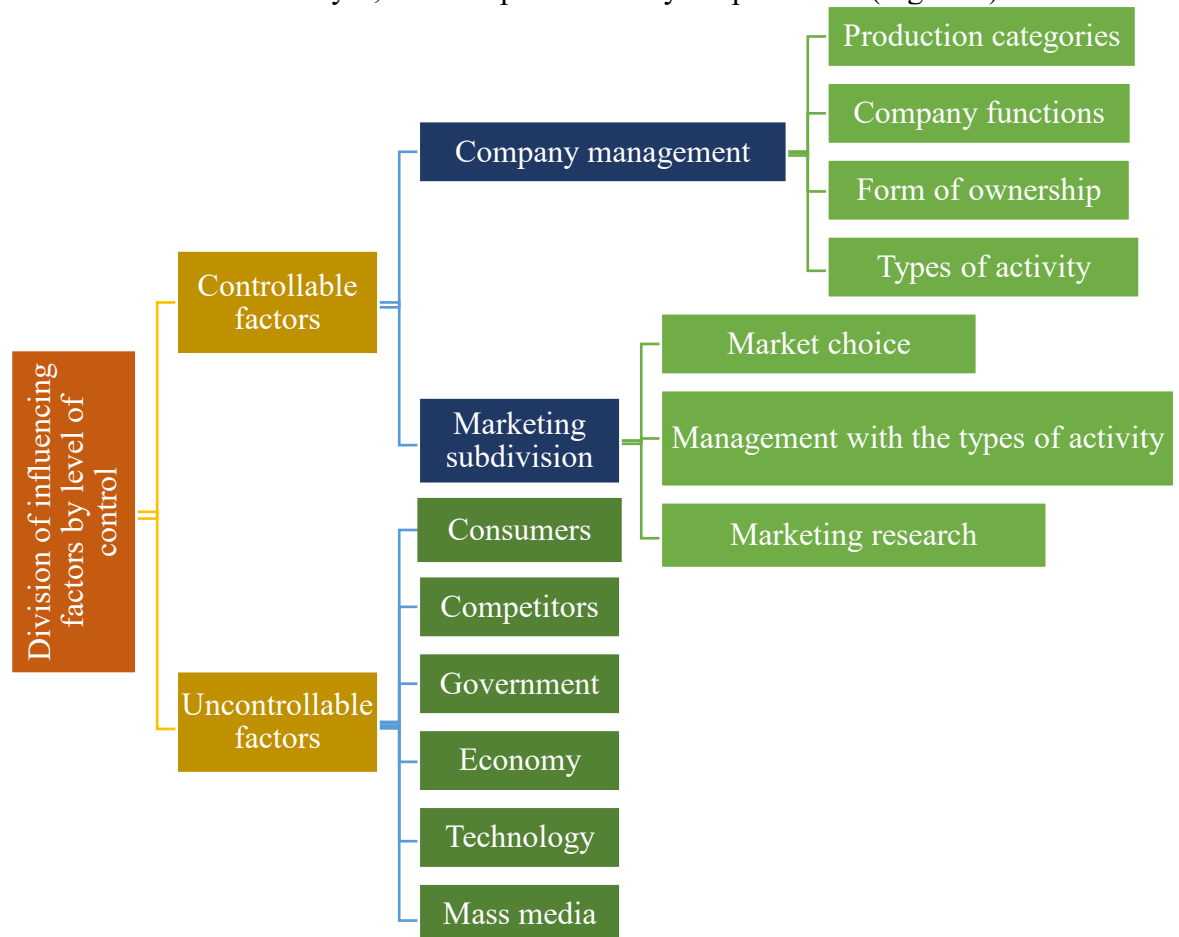 Production categories
Company functions
Company management
Form of ownership
Types of activity
Controllable
factors
Market choice
Division of influencing
factors by level of
control
Marketing
subdivision
Management with the types of activity
Marketing research
Consumers
Competitors
Government
Uncontrollable
factors
Economy
Technology
Mass media